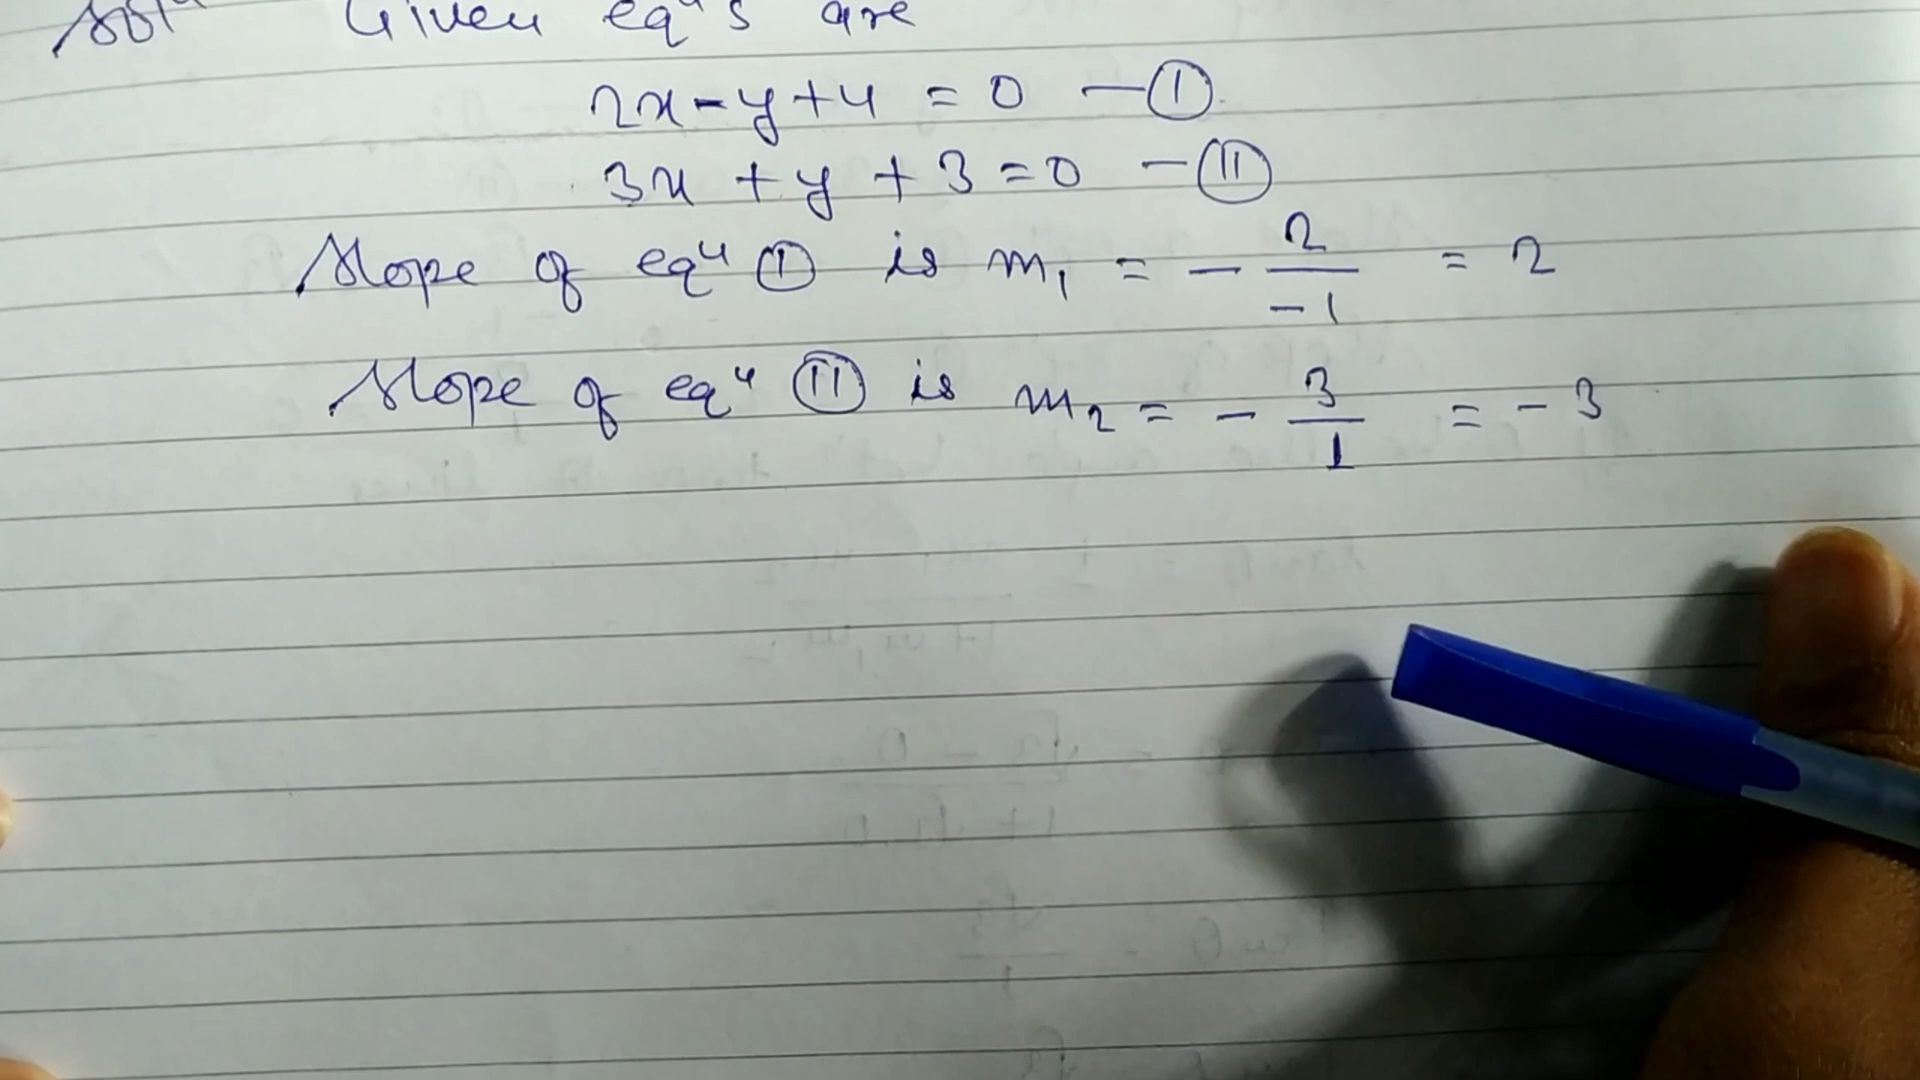 Solⁿ Given eqⁿs are
2x - y + 4 = 0 — Ⓘ
3x + y + 3 = 0 — Ⓘⓘ
Slope of eqⁿ Ⓘ is m₁ = - 2/-1 = 2
Slope of eqⁿ Ⓘⓘ is m₂ = - 3/1 = - 3